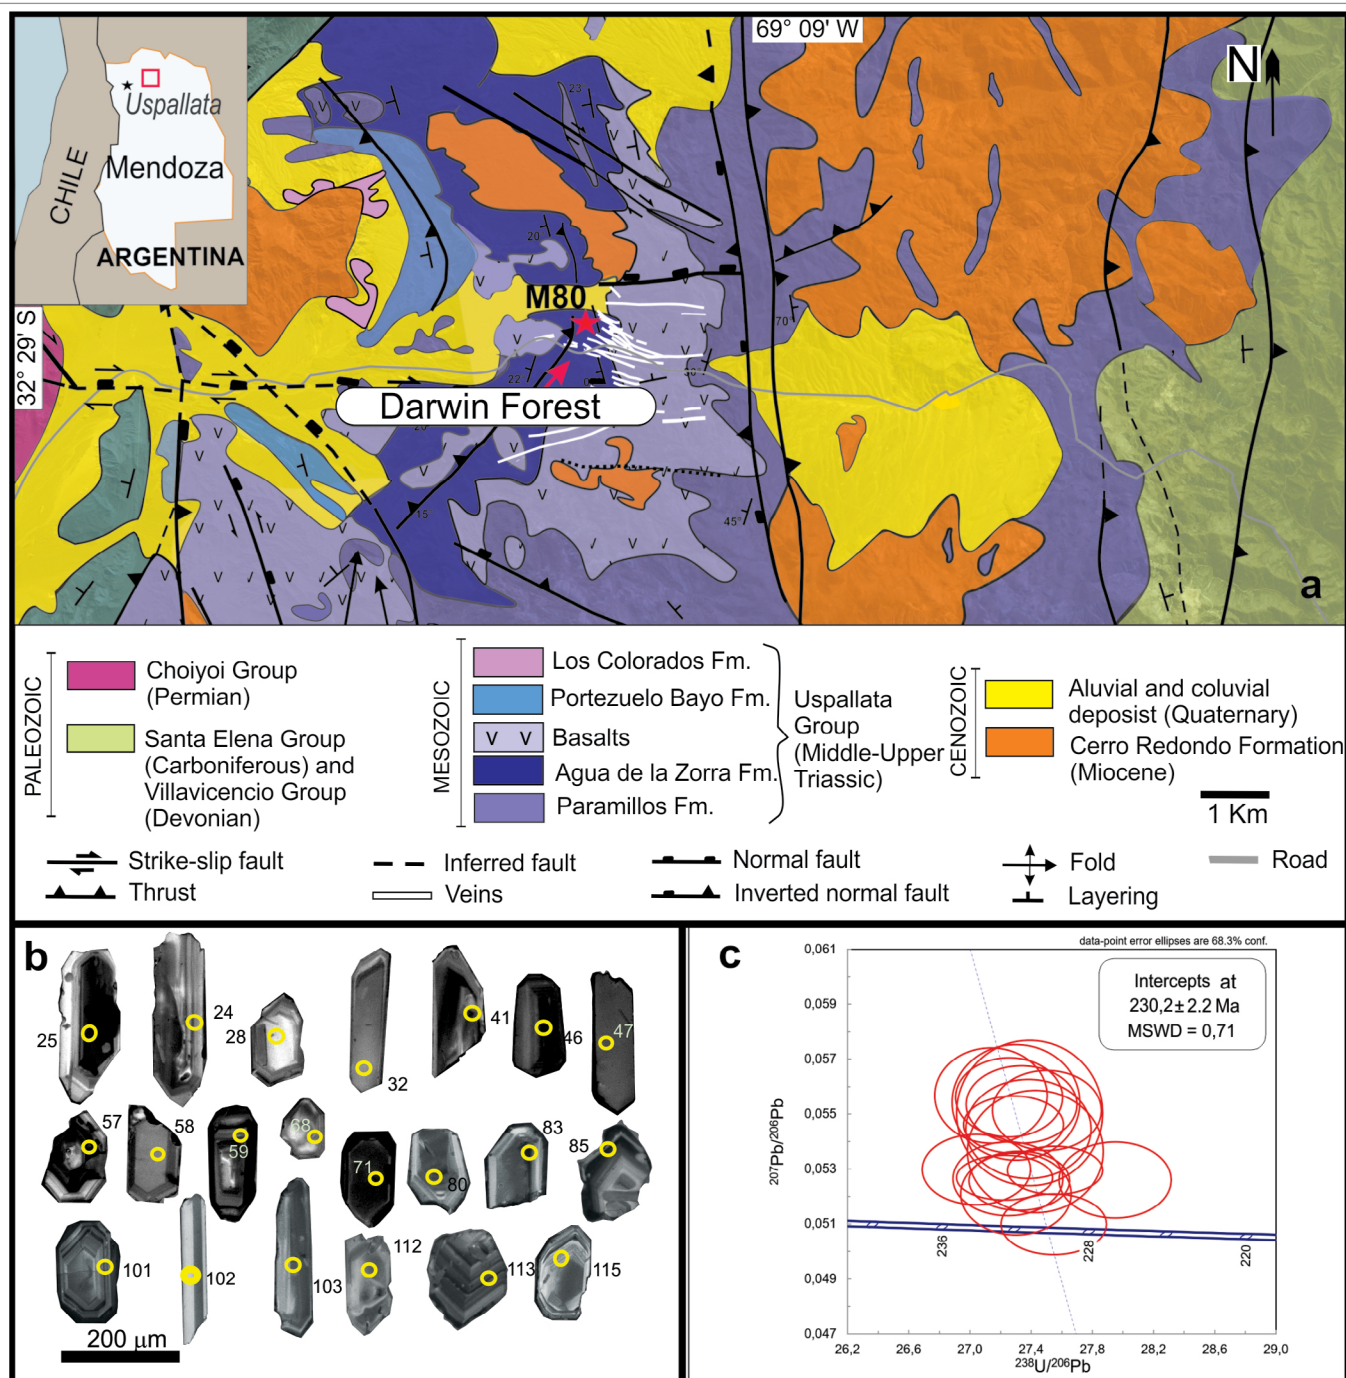 69° 09' W
N
Uspallata
Mendoza
CHILE
ARGENTINA
32° 29' S
M80
Darwin Forest
23
20
70°
22
15
45°
a
PALEOZOIC
Choiyoi Group
(Permian)
Santa Elena Group
(Carboniferous) and
Villavicencio Group
(Devonian)
MESOZOIC
Los Colorados Fm.
Portezuelo Bayo Fm.
V V Basalts
Agua de la Zorra Fm.
Paramillos Fm.
Uspallata
Group
(Middle-Upper
Triassic)
CENOZOIC
Aluvial and coluvial
deposist (Quaternary)
Cerro Redondo Formation
(Miocene)
1 Km
Strike-slip fault
Inferred fault
Normal fault
Fold
Road
Thrust
Veins
Inverted normal fault
Layering
b
25
24
28
32
41
46
47
57
58
59
68
71
80
83
85
101
102
103
112
113
115
200 µm
c
data-point error ellipses are 68.3% conf.
Intercepts at
230,2±2.2 Ma
MSWD = 0,71
207Pb/206Pb
0,061
0,059
0,057
0,055
0,053
0,051
0,049
0,047
236
228
220
26,2 26,6 27,0 27,4 27,8 28,2 28,6 29,0
238U/206Pb